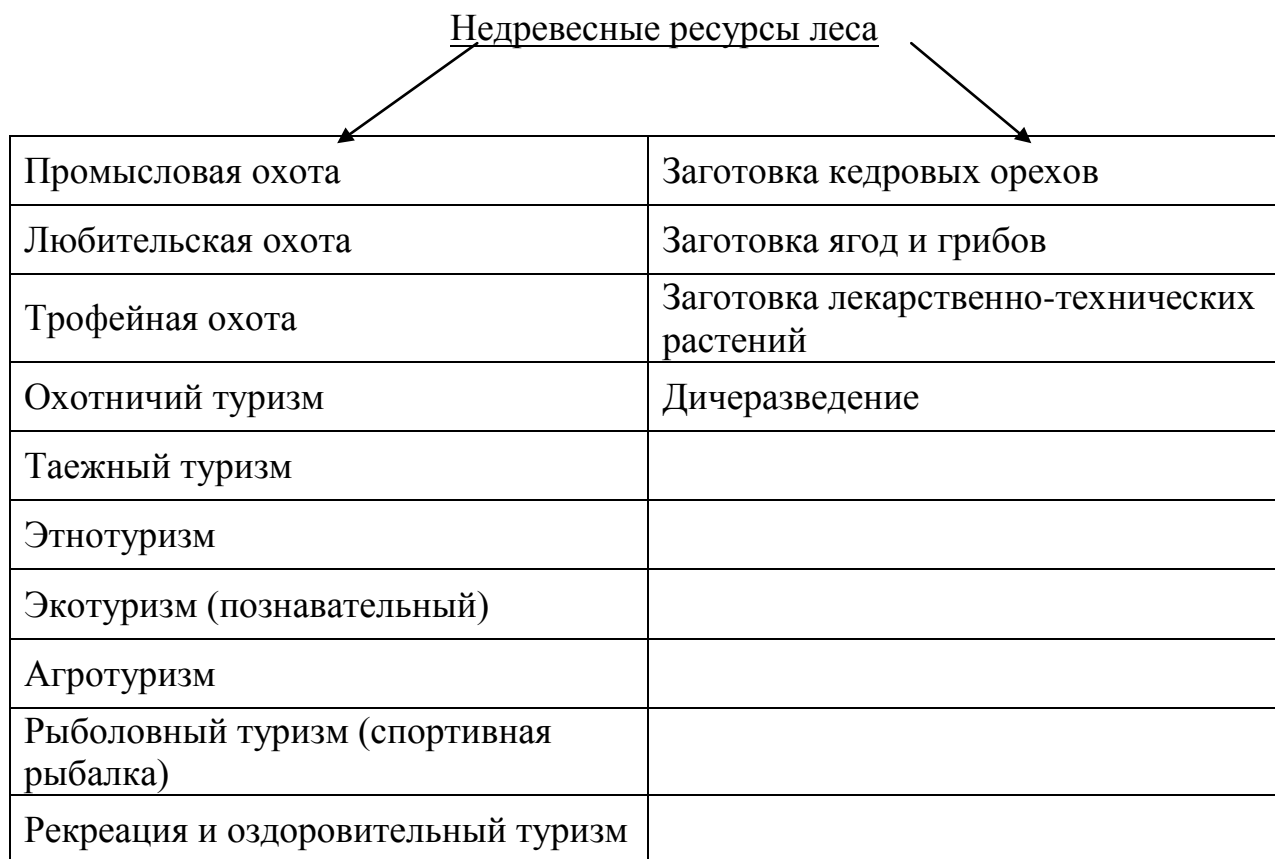 Недревесные ресурсы леса
Промысловая охота
Заготовка кедровых орехов
Любительская охота
Заготовка ягод и грибов
Трофейная охота
Заготовка лекарственно-технических
растений
Охотничий туризм
Дичеразведение
Таежный туризм
Этнотуризм
Экотуризм (познавательный)
Агротуризм
Рыболовный туризм (спортивная
рыбалка)
Рекреация и оздоровительный туризм